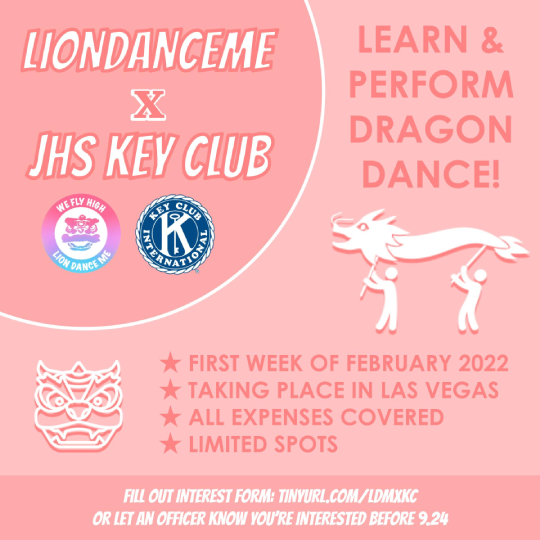 LIONDANCEME
X
JHS KEY CLUB
WE FLY HIGH
LION DANCE ME
KEY CLUB
K
INTERNATIONAL
LEARN &
PERFORM
DRAGON
DANCE!
★ FIRST WEEK OF FEBRUARY 2022
★ TAKING PLACE IN LAS VEGAS
★ ALL EXPENSES COVERED
★ LIMITED SPOTS
FILL OUT INTEREST FORM: TINYURL.COM/LDMXKC
OR LET AN OFFICER KNOW YOU'RE INTERESTED BEFORE 9.24